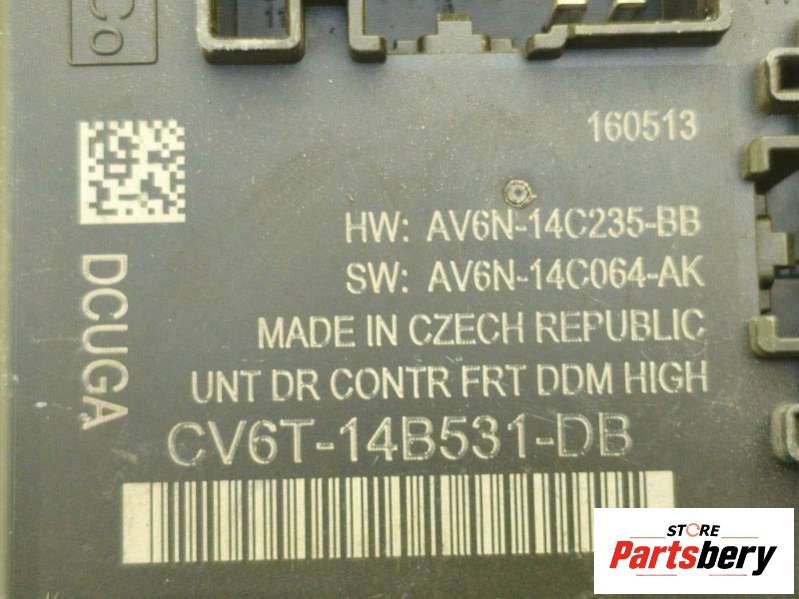 Co
160513
HW: AV6N-14C235-BB
SW: AV6N-14C064-AK
MADE IN CZECH REPUBLIC
UNT DR CONTR FRT DDM HIGH
CV6T-14B531-DB
DCUGA
STORE
Partsbery